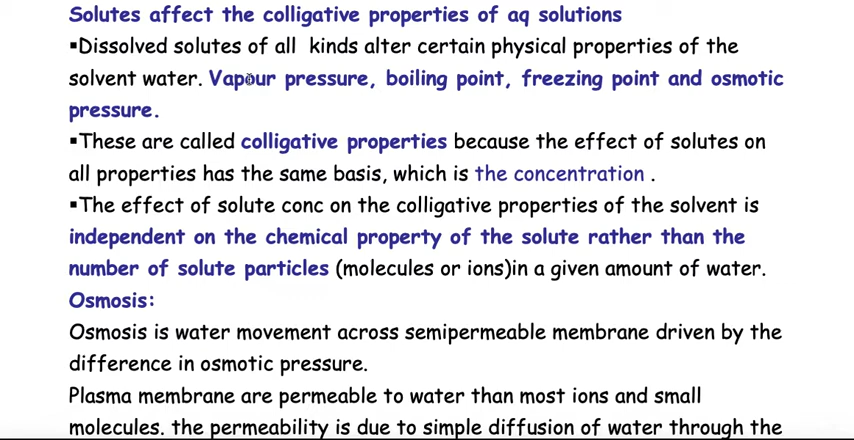 Solutes affect the colligative properties of aq solutions
▪Dissolved solutes of all kinds alter certain physical properties of the
solvent water. Vapour pressure, boiling point, freezing point and osmotic
pressure.
▪These are called colligative properties because the effect of solutes on
all properties has the same basis, which is the concentration .
▪The effect of solute conc on the colligative properties of the solvent is
independent on the chemical property of the solute rather than the
number of solute particles (molecules or ions)in a given amount of water.
Osmosis:
Osmosis is water movement across semipermeable membrane driven by the
difference in osmotic pressure.
Plasma membrane are permeable to water than most ions and small
molecules. the permeability is due to simple diffusion of water through the